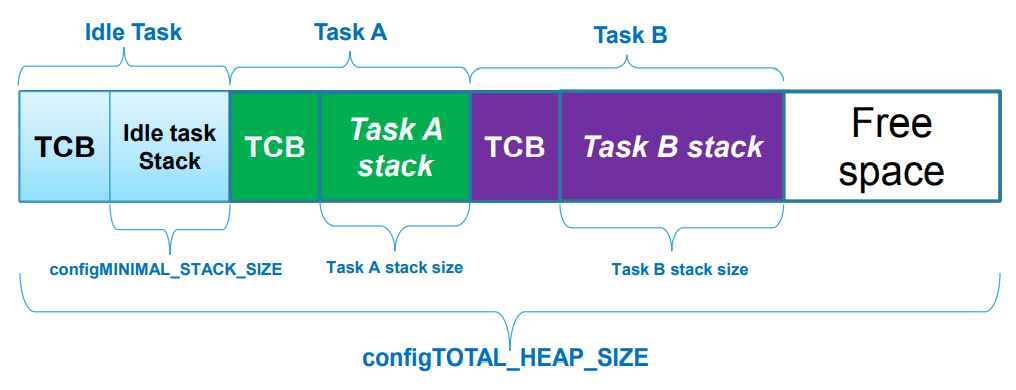 Idle Task
Task A
Task B
TCB
Idle task
Stack
TCB
Task A
stack
TCB
Task B stack
Free
space
configMINIMAL_STACK_SIZE
Task A stack size
Task B stack size
configTOTAL_HEAP_SIZE